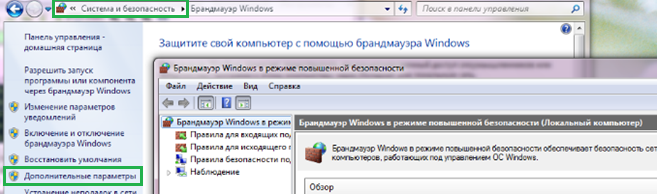 « Система и безопасность ▸ Брандмауэр Windows
Поиск в панели управления
Панель управления -
домашняя страница
Разрешить запуск
программы или компонента
через брандмауэр Windows
Изменение параметров
уведомлений
Включение и отключение
брандмауэра Windows
Восстановить умолчания
Дополнительные параметры
Устранение неполадок в сети
Защитите свой компьютер с помощью брандмауэра Windows
Брандмауэр Windows в режиме повышенной безопасности
Файл Действие Вид Справка
Брандмауэр Windows в режи
Правила для входящих под
Правила для исходящего п
Правила безопасности под
Наблюдение
Брандмауэр Windows в режиме повышенной безопасности (Локальный компьютер)
Брандмауэр Windows в режиме повышенной безопасности обеспечивает безопасность сет
компьютеров, работающих под управлением ОС Windows.
Обзор